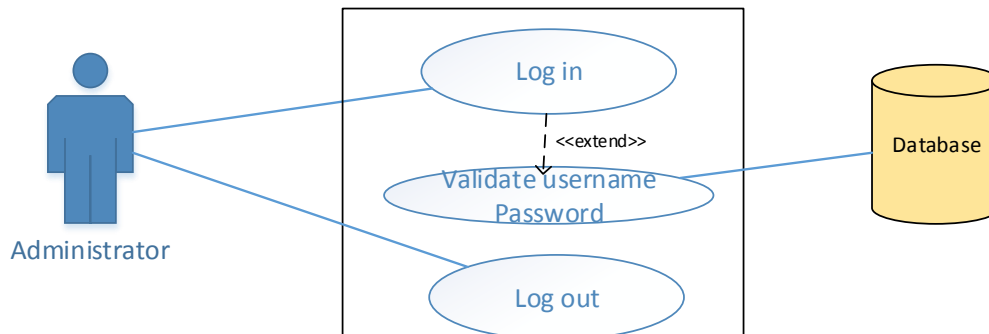 Log in
<<extend>>
Validate username
Password
Database
Administrator
Log out